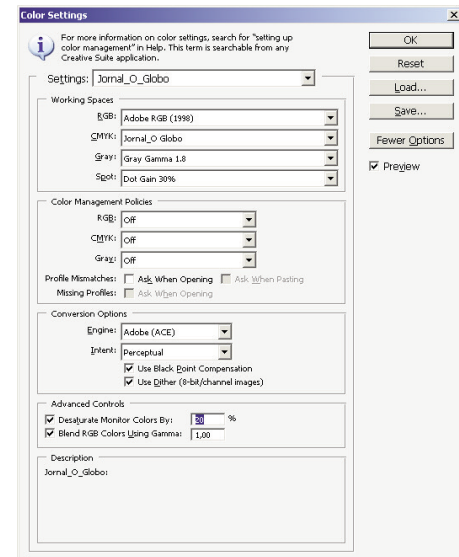 Color Settings
For more information on color settings, search for "setting up
color management" in Help. This term is searchable from any
Creative Suite application.
OK
Reset
Load...
Save...
Fewer Options
Preview
Settings: Jornal_O_Globo
Working Spaces
RGB: Adobe RGB (1998)
CMYK: Jornal_O Globo
Gray: Gray Gamma 1.8
Spot: Dot Gain 30%
Color Management Policies
RGB: Off
CMYK: Off
Gray: Off
Profile Mismatches: Ask When Opening Ask When Pasting
Missing Profiles: Ask When Opening
Conversion Options
Engine: Adobe (ACE)
Intent: Perceptual
Use Black Point Compensation
Use Dither (8-bit/channel images)
Advanced Controls
Desaturate Monitor Colors By: 20 %
Blend RGB Colors Using Gamma: 1,00
Description
Jornal_O_Globo: